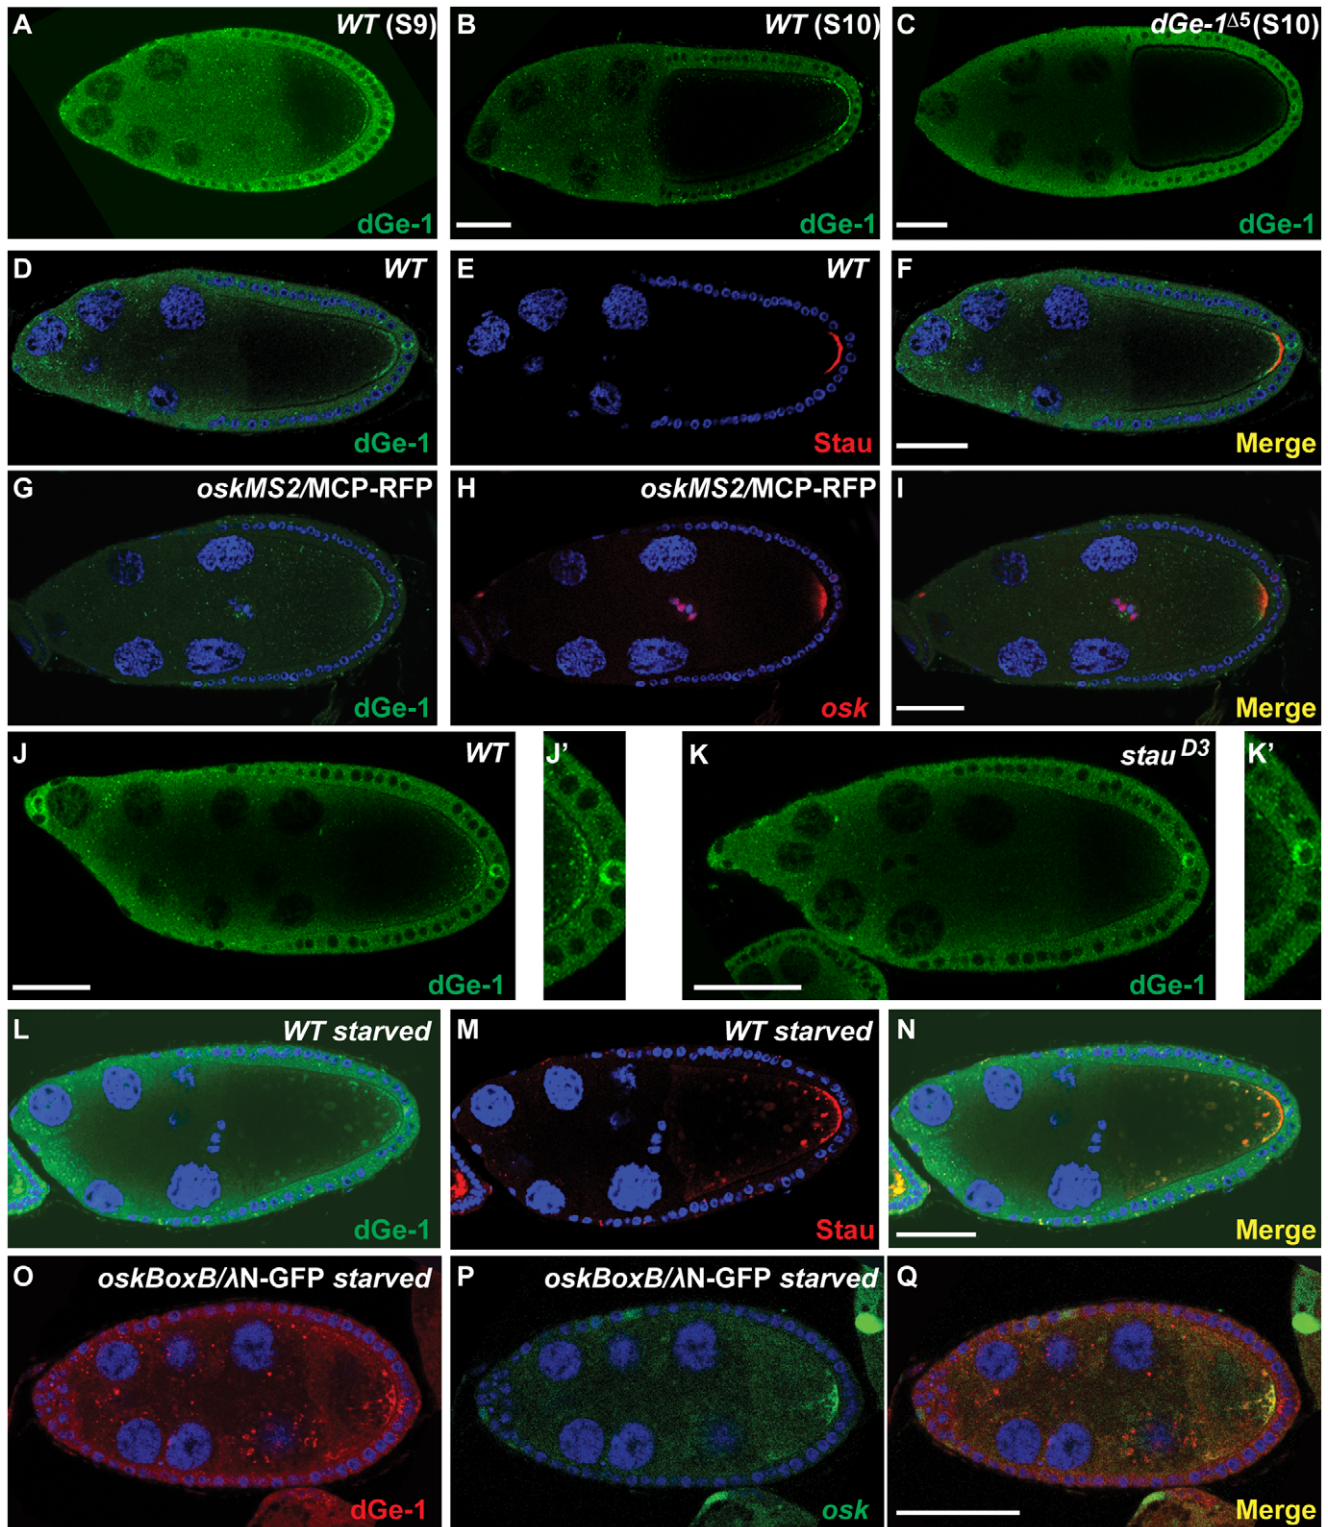 A WT (S9) dGe-1
B WT (S10) dGe-1
C dGe-1Δ5(S10) dGe-1
D WT dGe-1
E WT Stau
F Merge
G oskMS2/MCP-RFP dGe-1
H oskMS2/MCP-RFP osk
I Merge
J WT dGe-1
J’
K stau D3 dGe-1
K’
L WT starved dGe-1
M WT starved Stau
N Merge
O oskBoxB/λN-GFP starved dGe-1
P oskBoxB/λN-GFP starved osk
Q Merge